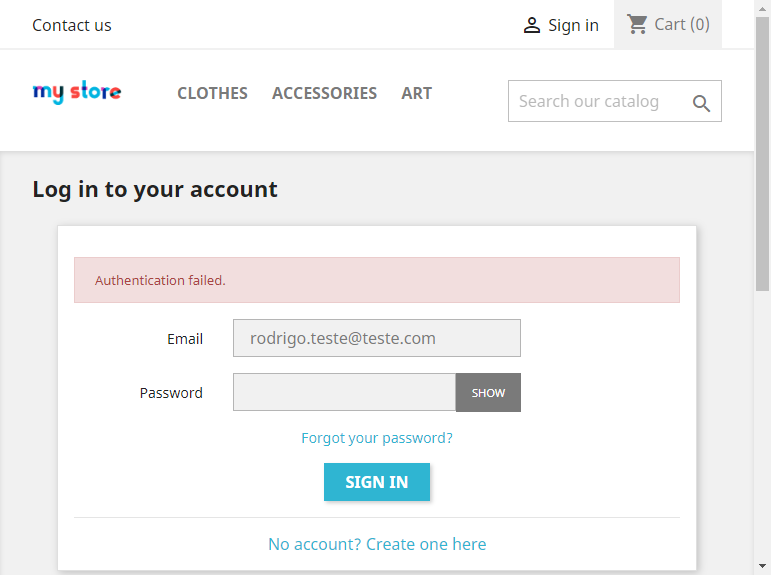 Contact us
Sign in
Cart (0)
my store
CLOTHES
ACCESSORIES
ART
Search our catalog
Log in to your account
Authentication failed.
Email
rodrigo.teste@teste.com
Password
SHOW
Forgot your password?
SIGN IN
No account? Create one here